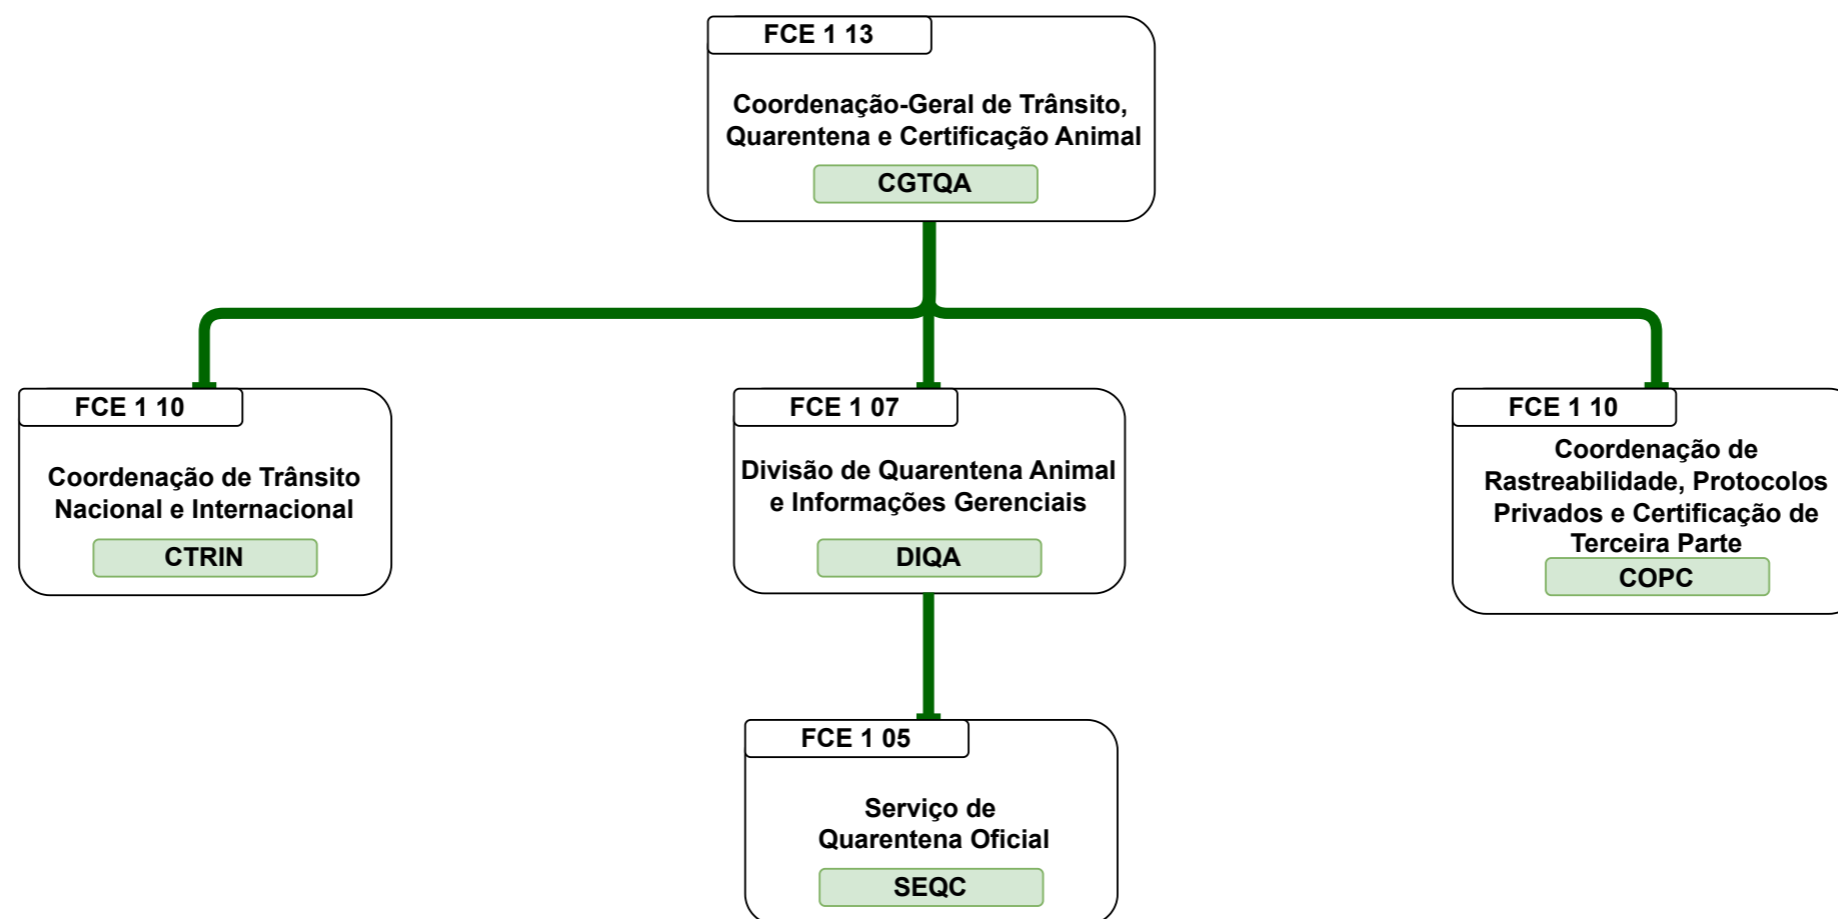 FCE 1 13
Coordenação-Geral de Trânsito,
Quarentena e Certificação Animal
CGTQA
FCE 1 10
Coordenação de Trânsito
Nacional e Internacional
CTRIN
FCE 1 07
Divisão de Quarentena Animal
e Informações Gerenciais
DIQA
FCE 1 10
Coordenação de
Rastreabilidade, Protocolos
Privados e Certificação de
Terceira Parte
COPC
FCE 1 05
Serviço de
Quarentena Oficial
SEQC